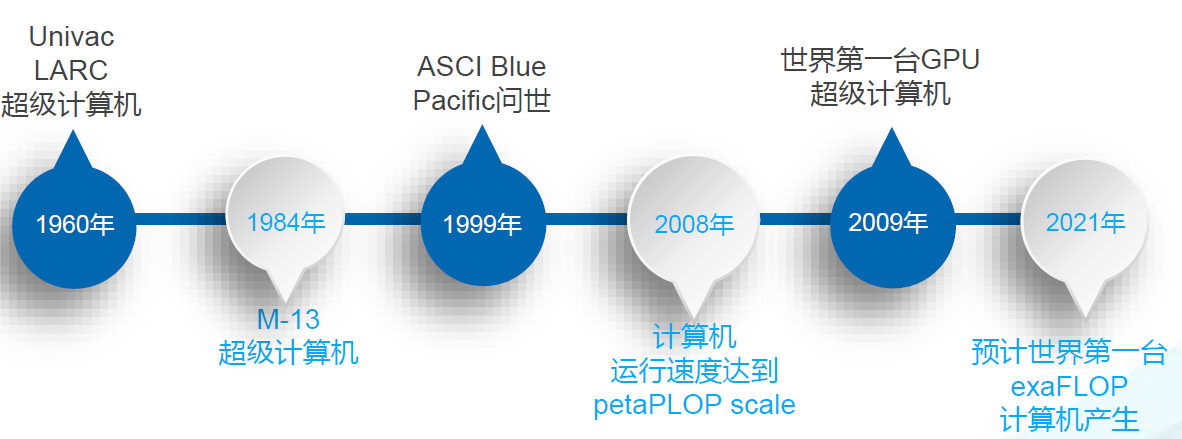 Univac
LARC
超级计算机
1960年
1984年
M-13
超级计算机
ASCI Blue
Pacific问世
1999年
2008年
计算机
运行速度达到
petaPLOP scale
世界第一台GPU
超级计算机
2009年
2021年
预计世界第一台
exaFLOP
计算机产生